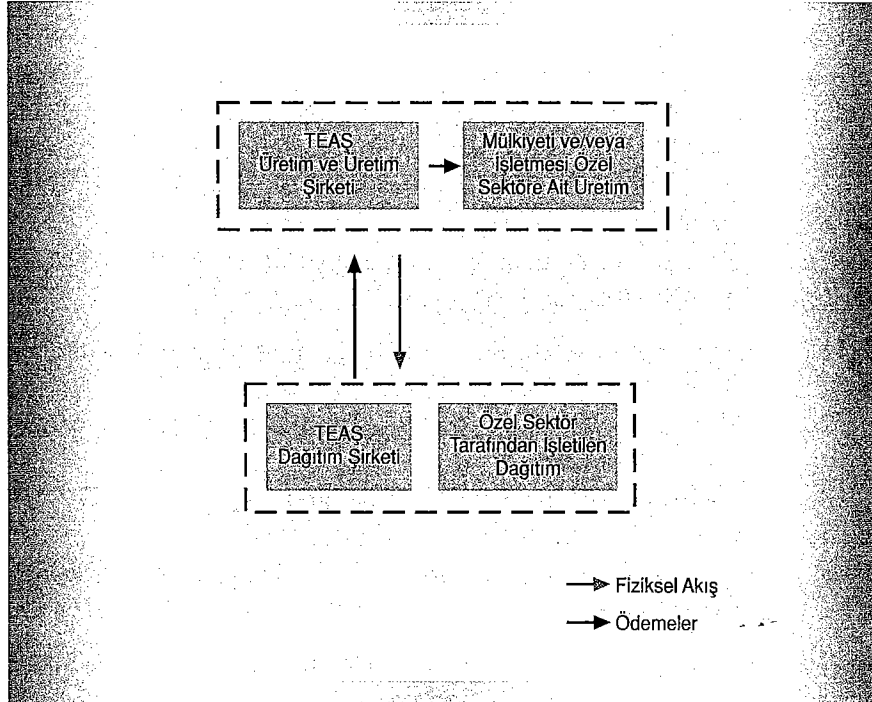 TEAŞ
Üretim ve Üretim
Şirketi
Mülkiyeti ve/veya
İşletmesi Özel
Sektöre Ait Üretim
TEAŞ
Dağıtım Şirketi
Özel Sektör
Tarafından İşletilen
Dağıtım
Fiziksel Akış
Ödemeler